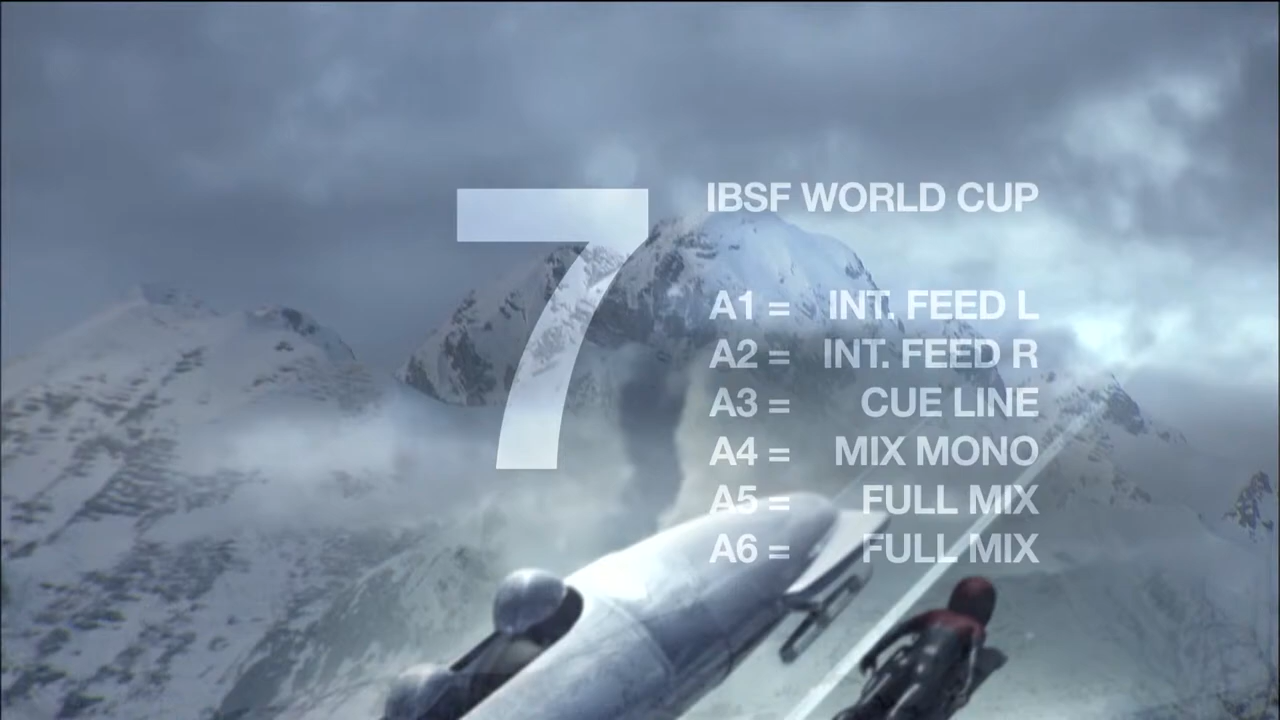 7
IBSF WORLD CUP
A1 = INT. FEED L
A2 = INT. FEED R
A3 = CUE LINE
A4 = MIX MONO
A5 = FULL MIX
A6 = FULL MIX